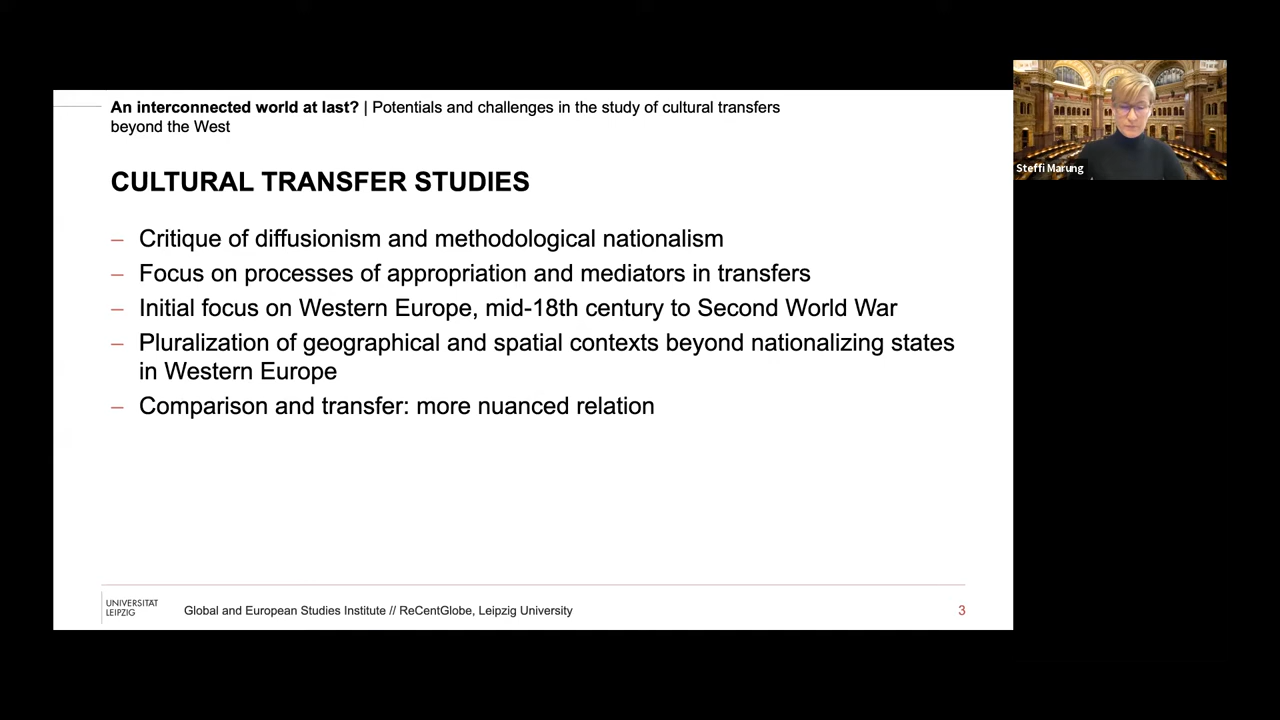 An interconnected world at last? | Potentials and challenges in the study of cultural transfers
beyond the West
Steffi Marung
CULTURAL TRANSFER STUDIES
– Critique of diffusionism and methodological nationalism
– Focus on processes of appropriation and mediators in transfers
– Initial focus on Western Europe, mid-18th century to Second World War
– Pluralization of geographical and spatial contexts beyond nationalizing states
in Western Europe
– Comparison and transfer: more nuanced relation
UNIVERSITÄT
LEIPZIG
Global and European Studies Institute // ReCentGlobe, Leipzig University
3